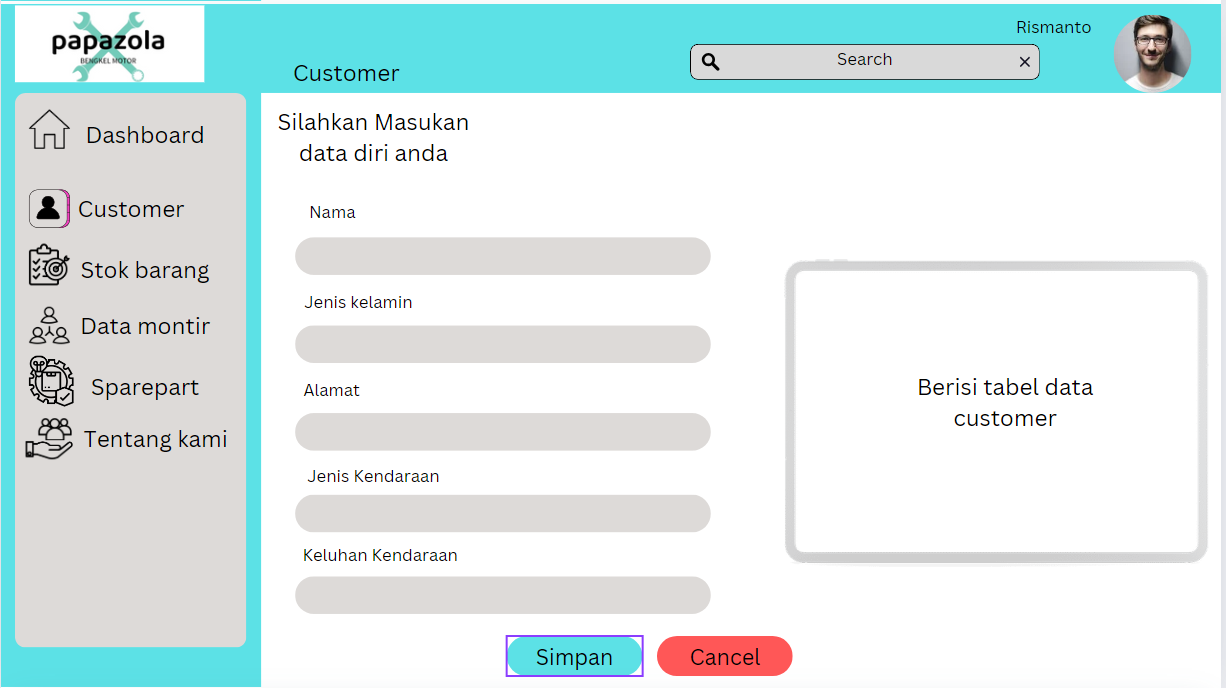 papazola
BENGKEL MOTOR
Rismanto
Search
Customer
Dashboard
Customer
Stok barang
Data montir
Sparepart
Tentang kami
Silahkan Masukan
data diri anda
Nama
Jenis kelamin
Alamat
Jenis Kendaraan
Keluhan Kendaraan
Berisi tabel data
customer
Simpan
Cancel